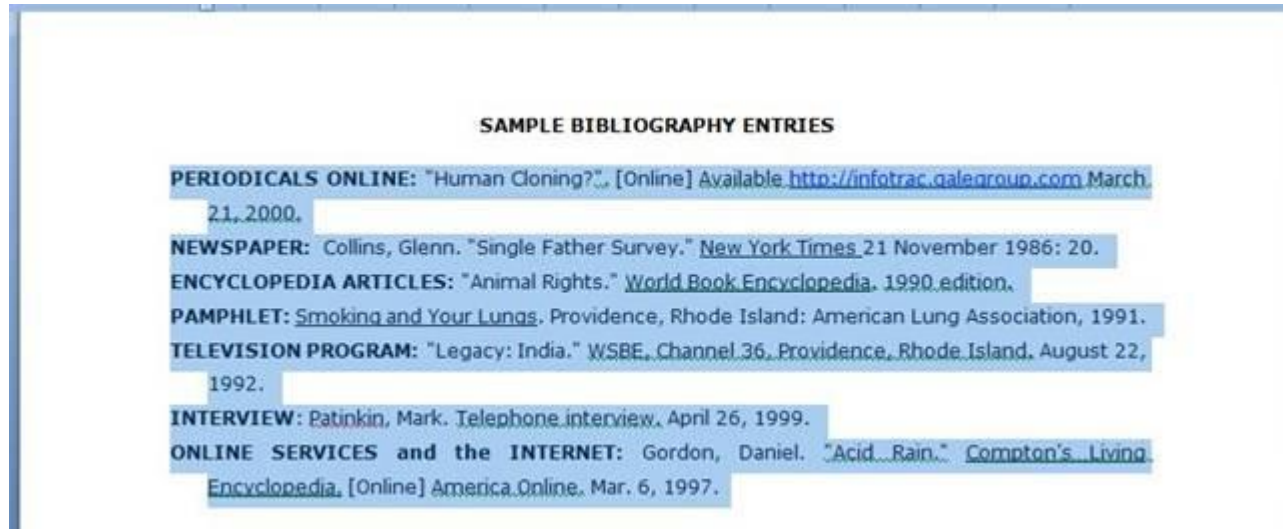 SAMPLE BIBLIOGRAPHY ENTRIES
PERIODICALS ONLINE: "Human Cloning?". [Online] Available http://infotrac.galegroup.com March
21, 2000.
NEWSPAPER: Collins, Glenn. "Single Father Survey." New York Times 21 November 1986: 20.
ENCYCLOPEDIA ARTICLES: "Animal Rights." World Book Encyclopedia. 1990 edition.
PAMPHLET: Smoking and Your Lungs. Providence, Rhode Island: American Lung Association, 1991.
TELEVISION PROGRAM: "Legacy: India." WSBE, Channel 36, Providence, Rhode Island. August 22,
1992.
INTERVIEW: Patinkin, Mark. Telephone interview. April 26, 1999.
ONLINE SERVICES and the INTERNET: Gordon, Daniel. "Acid Rain." Compton's Living
Encyclopedia. [Online] America Online. Mar. 6, 1997.